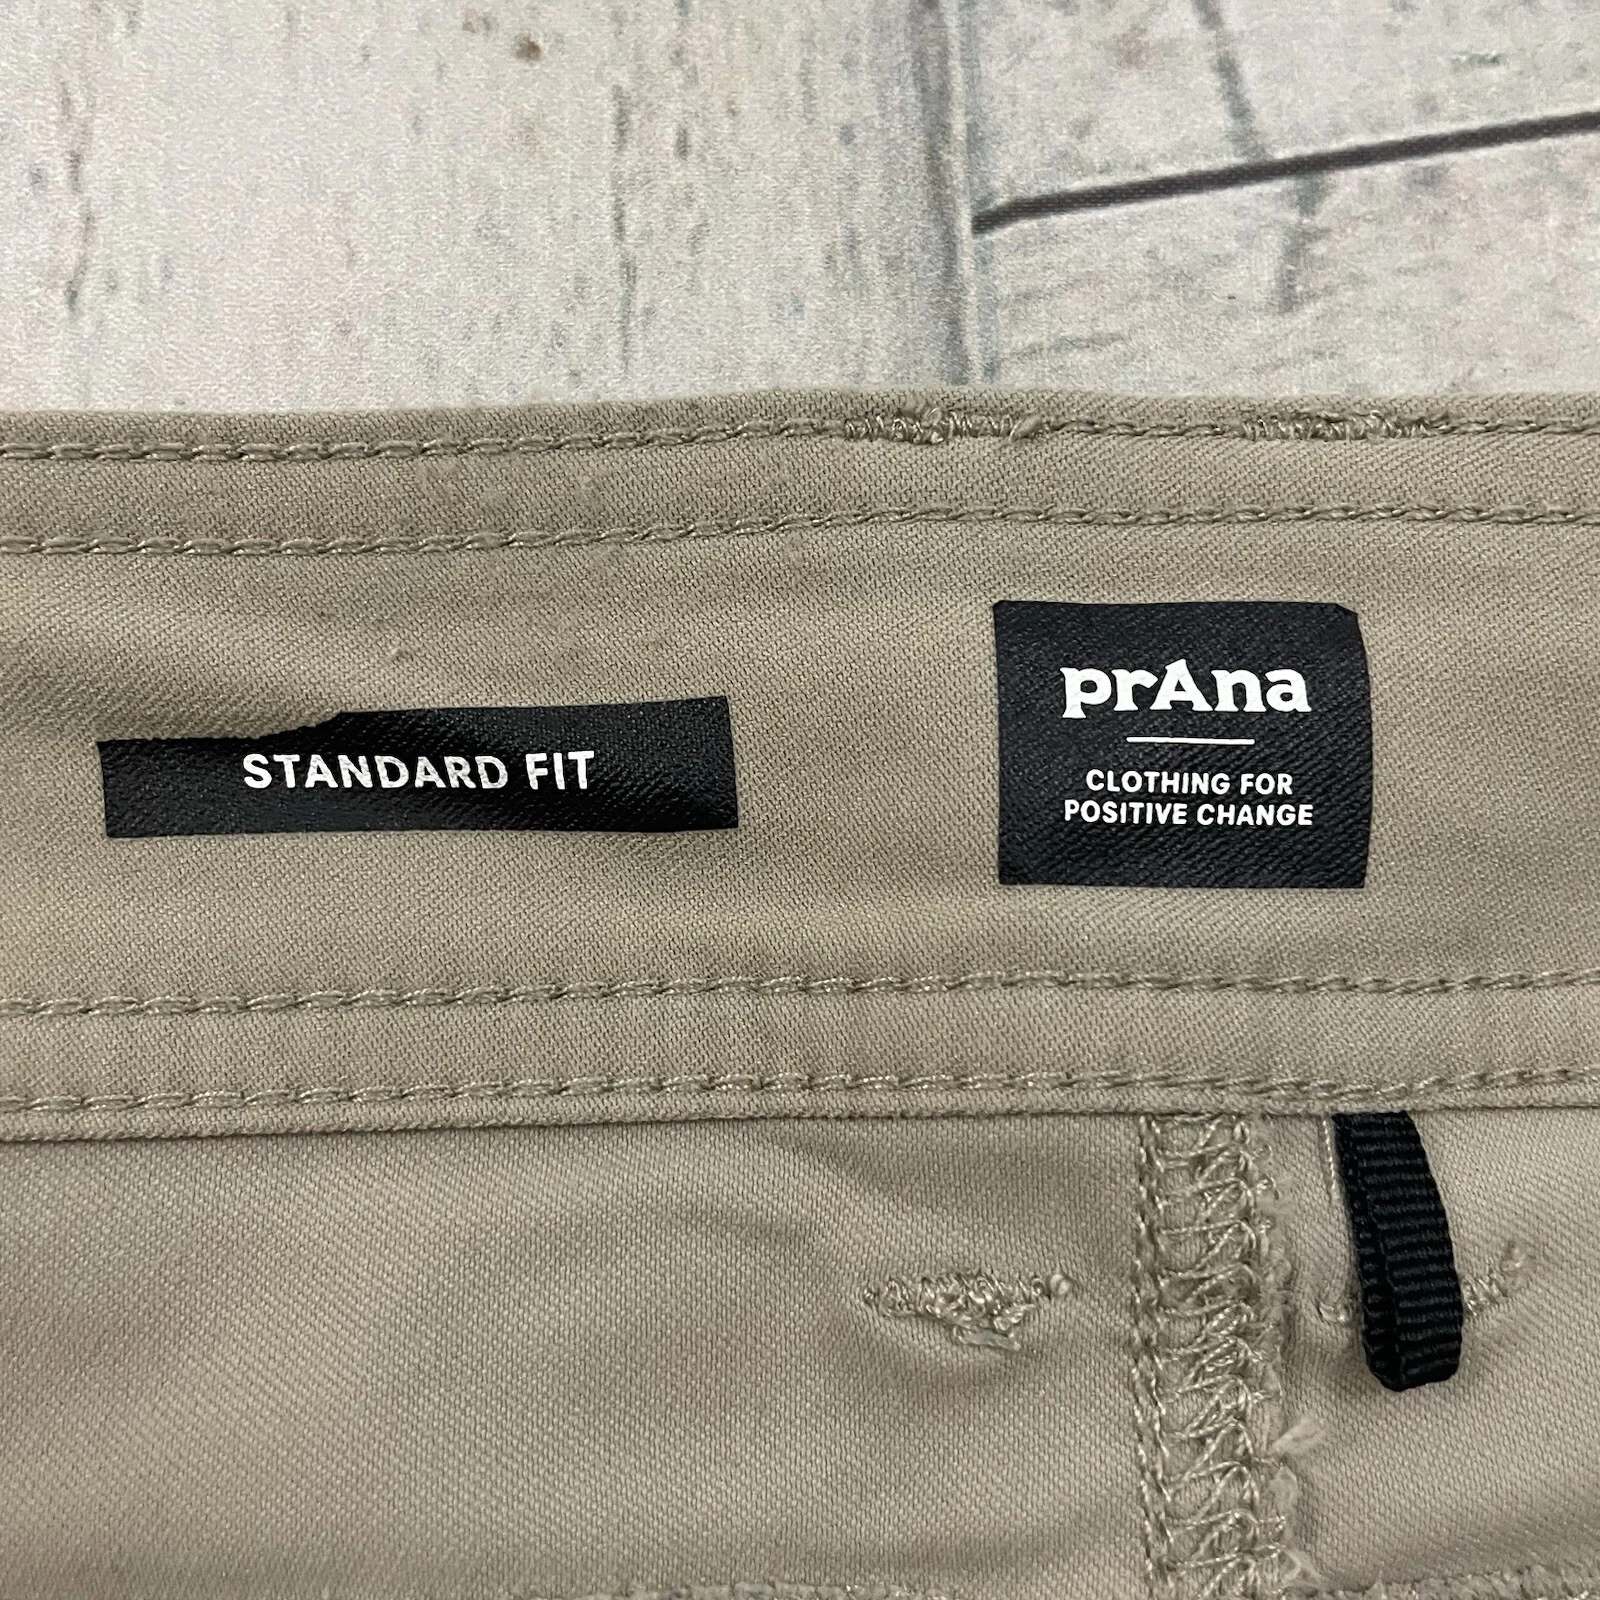 STANDARD FIT
prAna
CLOTHING FOR
POSITIVE CHANGE